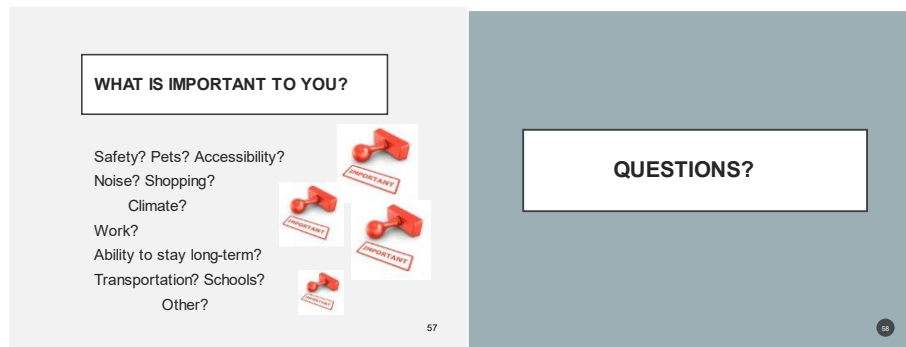 WHAT IS IMPORTANT TO YOU?
Safety? Pets? Accessibility?
Noise? Shopping?
Climate?
Work?
Ability to stay long-term?
Transportation? Schools?
Other?
IMPORTANT
IMPORTANT
IMPORTANT
IMPORTANT
57
QUESTIONS?
58